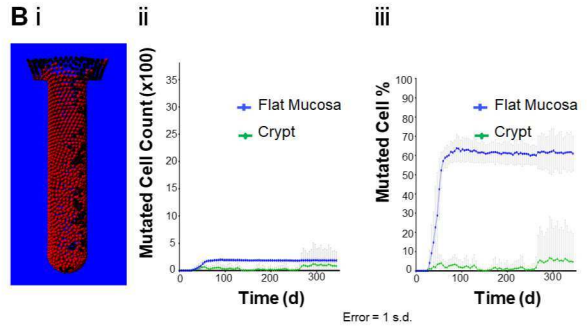 B i
ii
iii
Mutated Cell Count (x100)
35
30
25
20
15
10
5
0
Flat Mucosa
Crypt
0
100
200
300
Time (d)
Mutated Cell %
100
90
80
70
60
50
40
30
20
10
0
Flat Mucosa
Crypt
0
100
200
300
Time (d)
Error = 1 s.d.